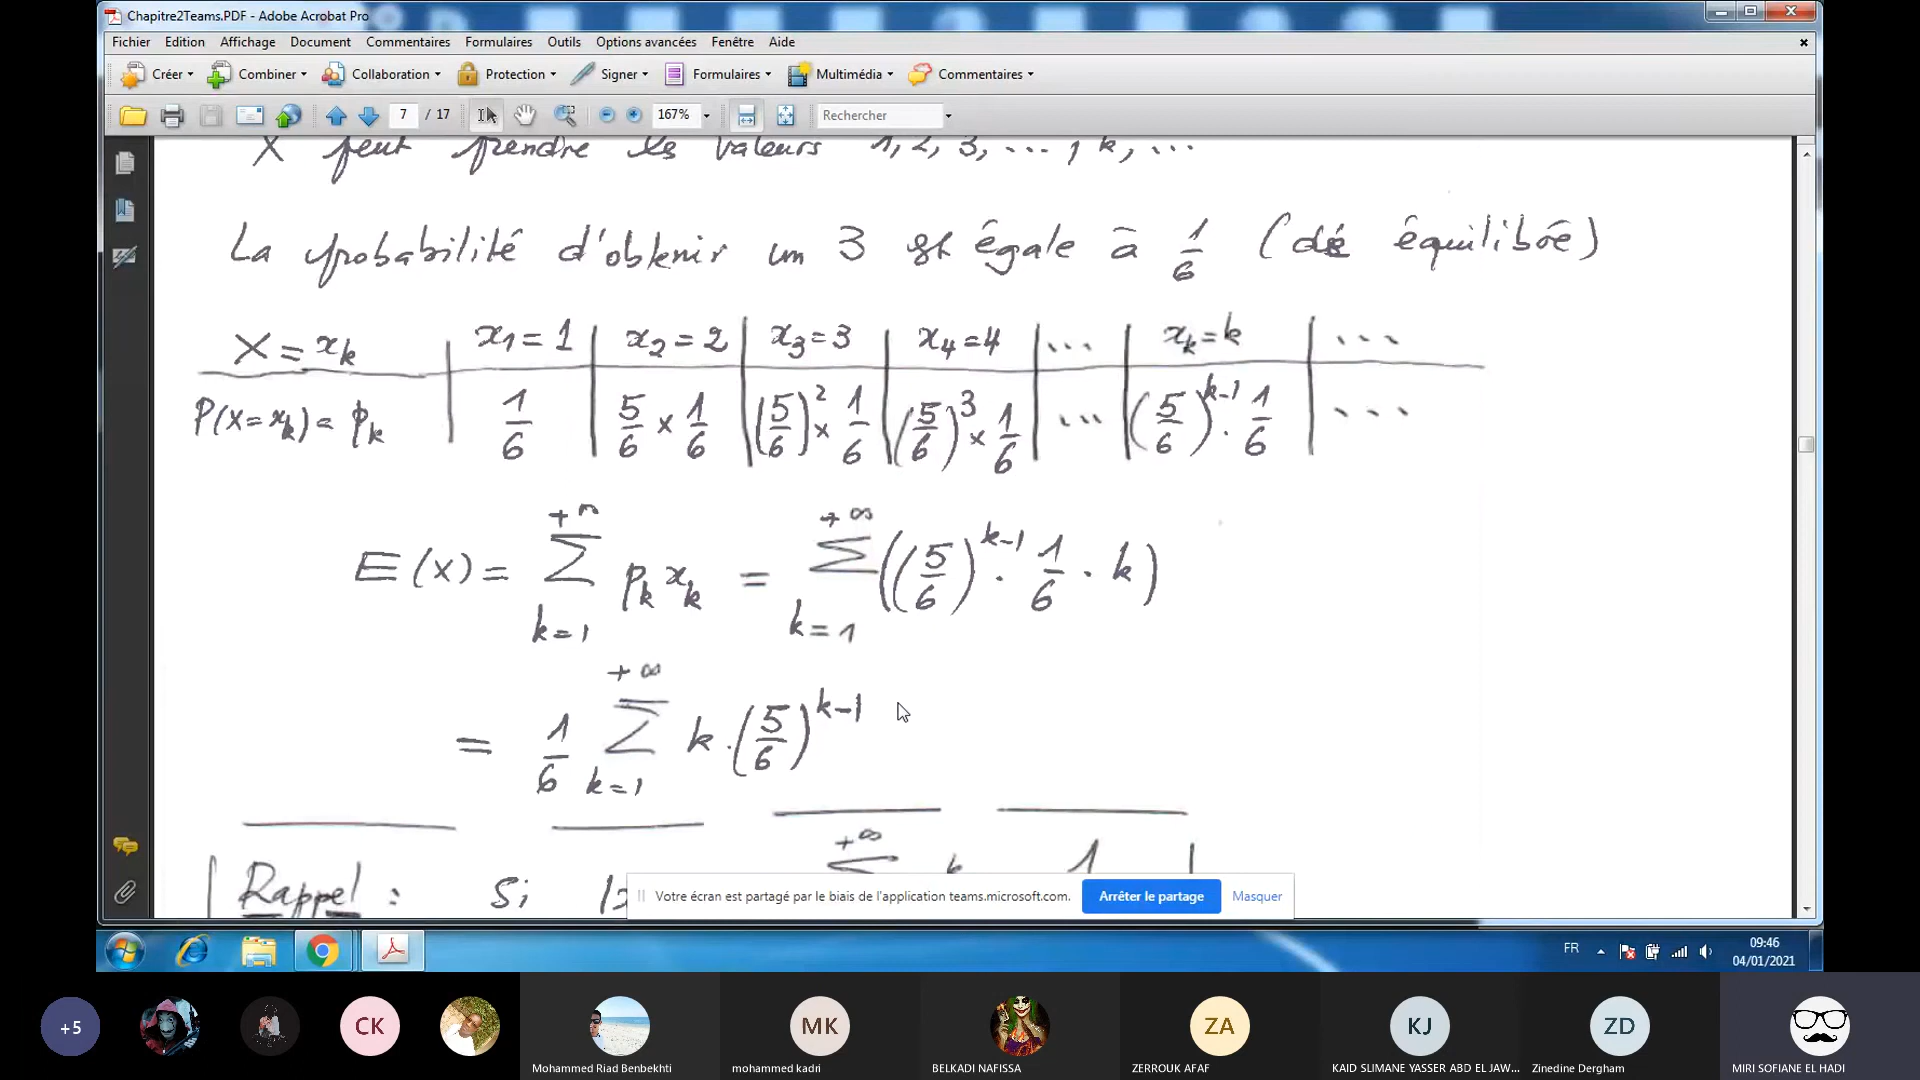 Chapitre2Teams.PDF - Adobe Acrobat Pro
Fichier Edition Affichage Document Commentaires Formulaires Outils Options avancées Fenêtre Aide
Créer Combiner Collaboration Protection Signer Formulaires Multimédia Commentaires
7 / 17 167% Rechercher
X peut prendre les valeurs 1, 2, 3, ..., k, ...
La probabilité d'obtenir un 3 est égale à 1/6 (dé équilibré)
X = x_k | x_1 = 1 | x_2 = 2 | x_3 = 3 | x_4 = 4 | ... | x_k = k | ...
P(X = x_k) = p_k | 1/6 | 5/6 × 1/6 | (5/6)^2 × 1/6 | (5/6)^3 × 1/6 | ... | (5/6)^{k-1} . 1/6 | ...
E(X) = ∑_{k=1}^{+n} p_k x_k = ∑_{k=1}^{+∞} ((5/6)^{k-1} . 1/6 . k)
= 1/6 ∑_{k=1}^{+∞} k . (5/6)^{k-1}
Rappel : Si
+∞ 1
Votre écran est partagé par le biais de l'application teams.microsoft.com. Arrêter le partage Masquer
FR 09:46
04/01/2021
+5 CK MK ZA KJ ZD
Mohammed Riad Benbekhti mohammed kadri BELKADI NAFISSA ZERROUK AFAF KAID SLIMANE YASSER ABD EL JAW... Zinedine Dergham MIRI SOFIANE EL HADI